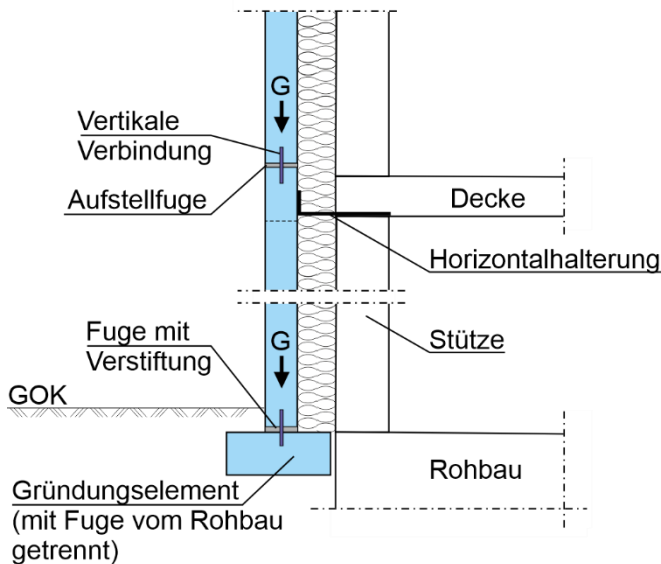 G
Vertikale
Verbindung
Aufstellfuge
Decke
Horizontalhalterung
Fuge mit
Verstiftung
G
Stütze
GOK
Rohbau
Gründungselement
(mit Fuge vom Rohbau
getrennt)